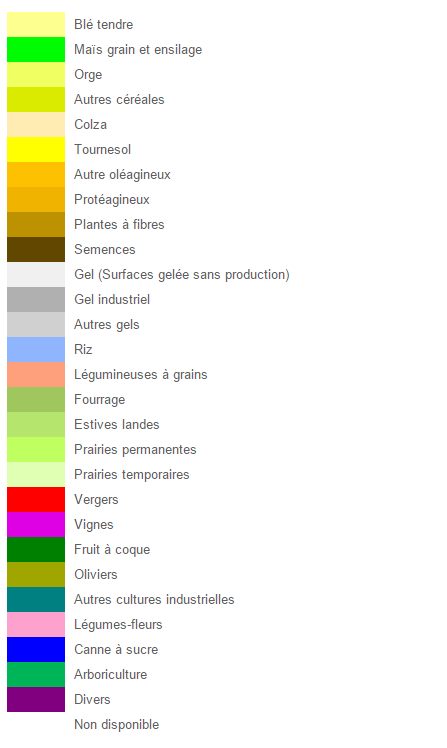 Blé tendre
Maïs grain et ensilage
Orge
Autres céréales
Colza
Tournesol
Autre oléagineux
Protéagineux
Plantes à fibres
Semences
Gel (Surfaces gelée sans production)
Gel industriel
Autres gels
Riz
Légumineuses à grains
Fourrage
Estives landes
Prairies permanentes
Prairies temporaires
Vergers
Vignes
Fruit à coque
Oliviers
Autres cultures industrielles
Légumes-fleurs
Canne à sucre
Arboriculture
Divers
Non disponible